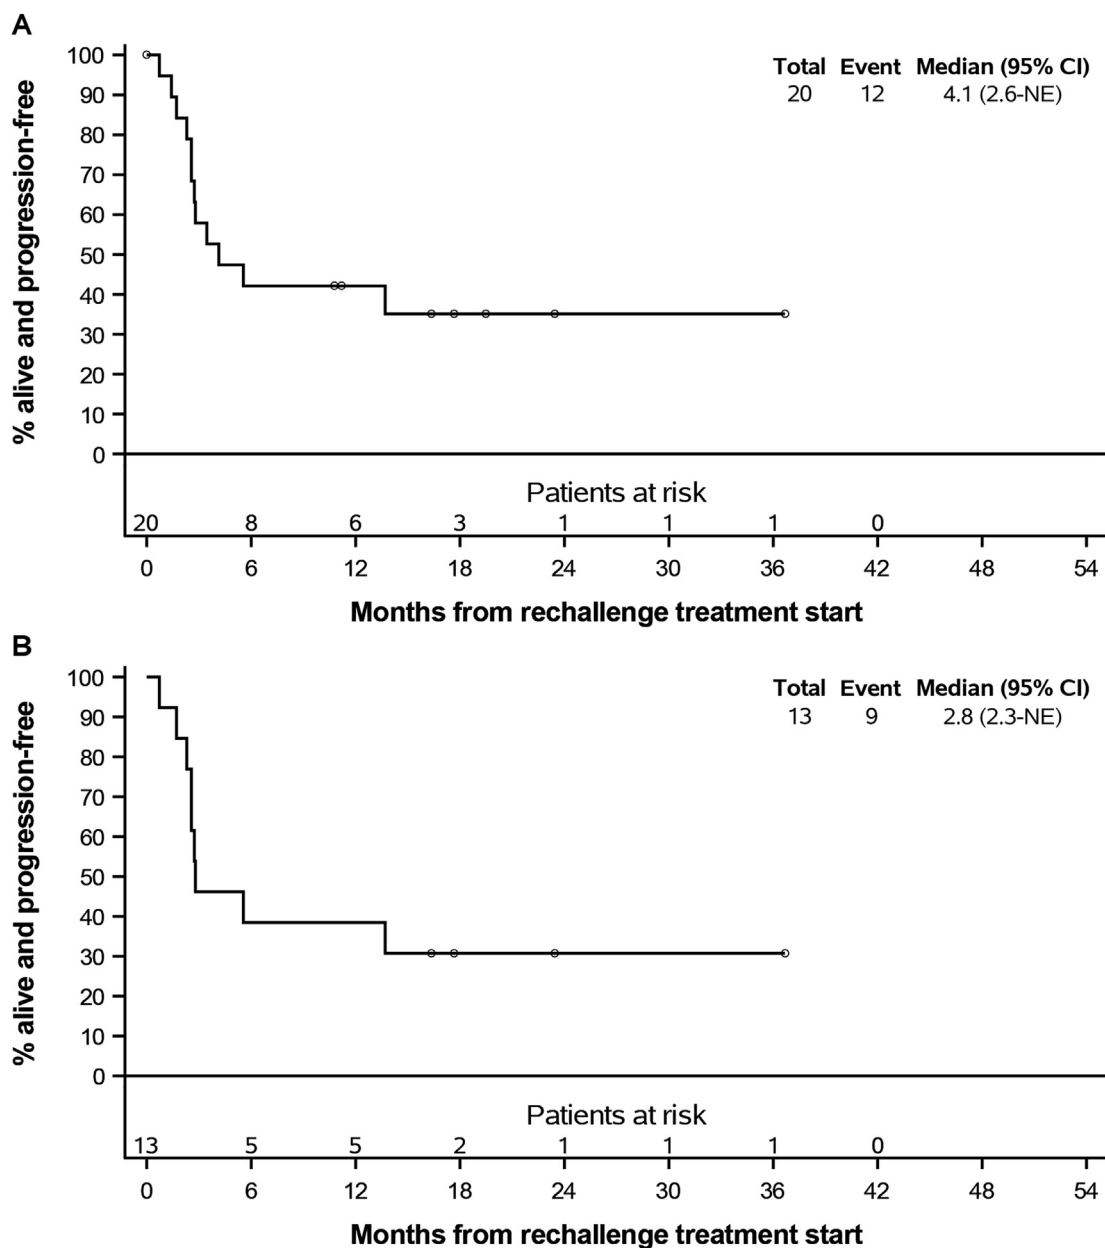 A
% alive and progression-free
100
90
80
70
60
50
40
30
20
10
0
Total Event Median (95% CI)
20 12 4.1 (2.6-NE)
Patients at risk
20 8 6 3 1 1 1 0
0 6 12 18 24 30 36 42 48 54
Months from rechallenge treatment start
B
% alive and progression-free
100
90
80
70
60
50
40
30
20
10
0
Total Event Median (95% CI)
13 9 2.8 (2.3-NE)
Patients at risk
13 5 5 2 1 1 1 0
0 6 12 18 24 30 36 42 48 54
Months from rechallenge treatment start